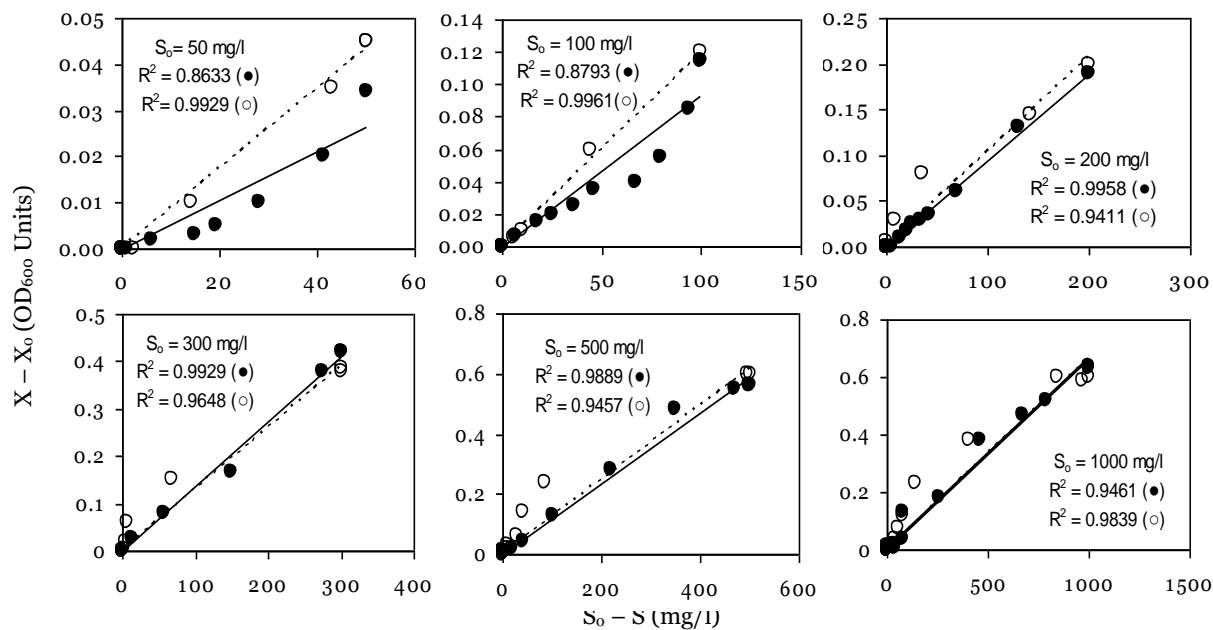 X – Xₒ (OD₆₀₀ Units)
0.05
0.04
0.03
0.02
0.01
0.00
Sₒ= 50 mg/l
R² = 0.8633 (●)
R²= 0.9929 (○)
0 20 40 60
0.14
0.12
0.10
0.08
0.06
0.04
0.02
0.00
Sₒ = 100 mg/l
R² = 0.8793 (●)
R² = 0.9961 (○)
0 50 100 150
0.25
0.20
0.15
0.10
0.05
0.00
Sₒ = 200 mg/l
R² = 0.9958 (●)
R² = 0.9411 (○)
0 100 200 300
0.5
0.4
0.3
0.2
0.1
0
Sₒ = 300 mg/l
R² = 0.9929 (●)
R² = 0.9648 (○)
0 100 200 300 400
0.8
0.6
0.4
0.2
0
Sₒ = 500 mg/l
R² = 0.9889 (●)
R² = 0.9457 (○)
0 200 400 600
0.8
0.6
0.4
0.2
0
Sₒ = 1000 mg/l
R² = 0.9461 (●)
R² = 0.9839 (○)
0 500 1000 1500
Sₒ – S (mg/l)